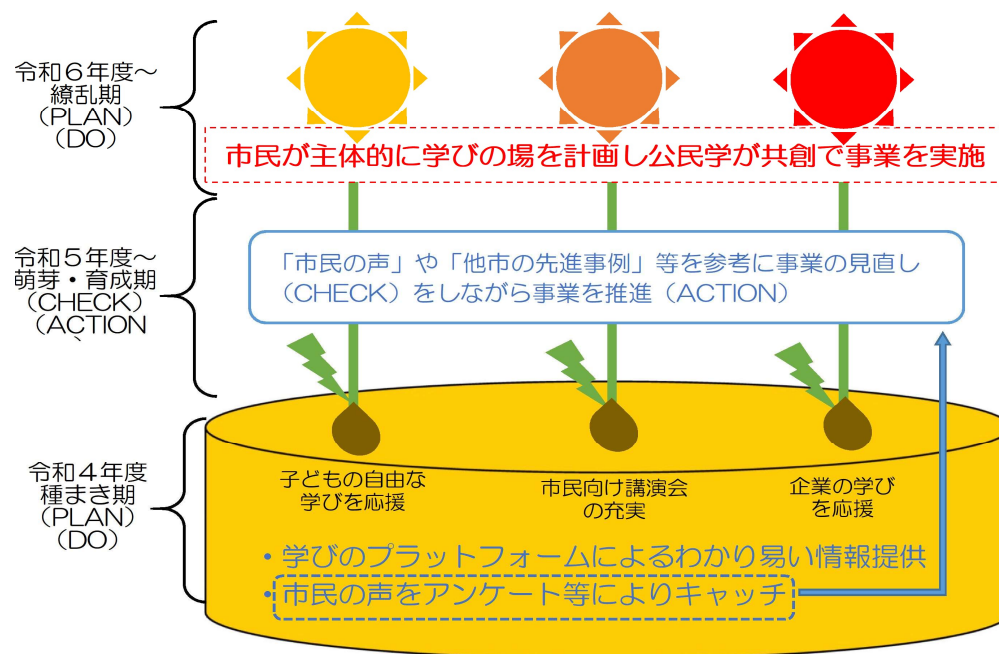 令和６年度～
繚乱期
（PLAN）
（DO）
市民が主体的に学びの場を計画し公民学が共創で事業を実施
令和５年度～
萌芽・育成期
（CHECK）
（ACTION
、
「市民の声」や「他市の先進事例」等を参考に事業の見直し
（CHECK）をしながら事業を推進（ACTION）
令和４年度
種まき期
（PLAN）
（DO）
子どもの自由な
学びを応援
市民向け講演会
の充実
企業の学び
を応援
・学びのプラットフォームによるわかり易い情報提供
・市民の声をアンケート等によりキャッチ